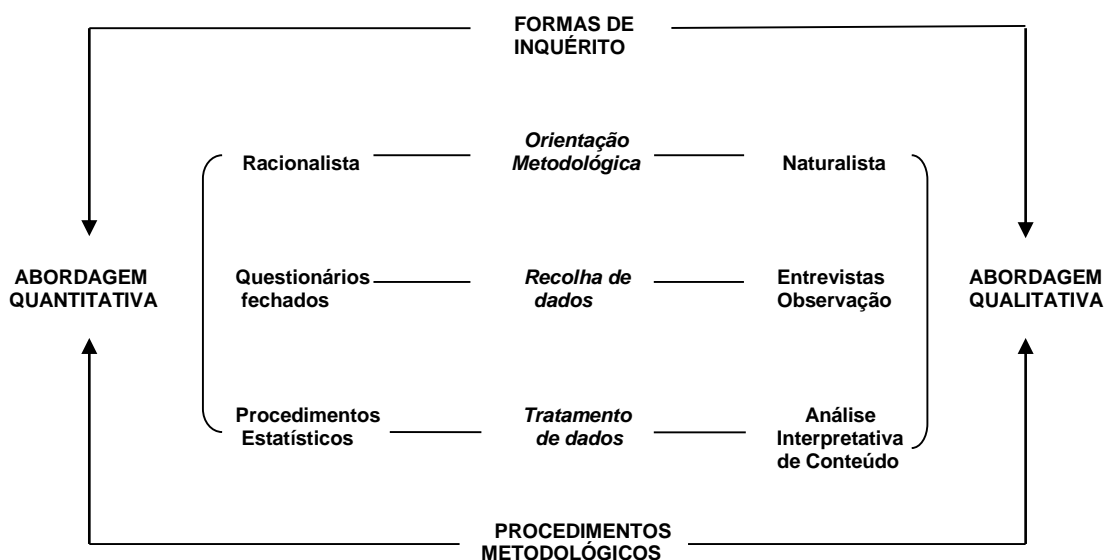 FORMAS DE
INQUÉRITO
Racionalista
Orientação
Metodológica
Naturalista
ABORDAGEM
QUANTITATIVA
Questionários
fechados
Recolha de
dados
Entrevistas
Observação
ABORDAGEM
QUALITATIVA
Procedimentos
Estatísticos
Tratamento
de dados
Análise
Interpretativa
de Conteúdo
PROCEDIMENTOS
METODOLÓGICOS